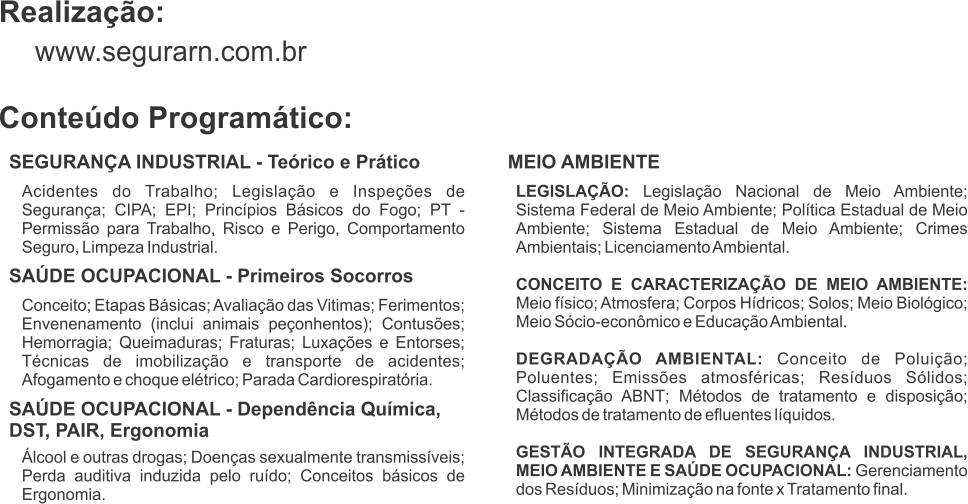 Realização:
www.segurarn.com.br
Conteúdo Programático:
SEGURANÇA INDUSTRIAL - Teórico e Prático
Acidentes do Trabalho; Legislação e Inspeções de
Segurança; CIPA; EPI; Princípios Básicos do Fogo; PT -
Permissão para Trabalho, Risco e Perigo, Comportamento
Seguro, Limpeza Industrial.
SAÚDE OCUPACIONAL - Primeiros Socorros
Conceito; Etapas Básicas; Avaliação das Vitimas; Ferimentos;
Envenenamento (inclui animais peçonhentos); Contusões;
Hemorragia; Queimaduras; Fraturas; Luxações e Entorses;
Técnicas de imobilização e transporte de acidentes;
Afogamento e choque elétrico; Parada Cardiorespiratória.
SAÚDE OCUPACIONAL - Dependência Química,
DST, PAIR, Ergonomia
Álcool e outras drogas; Doenças sexualmente transmissíveis;
Perda auditiva induzida pelo ruído; Conceitos básicos de
Ergonomia.
MEIO AMBIENTE
LEGISLAÇÃO: Legislação Nacional de Meio Ambiente;
Sistema Federal de Meio Ambiente; Política Estadual de Meio
Ambiente; Sistema Estadual de Meio Ambiente; Crimes
Ambientais; Licenciamento Ambiental.
CONCEITO E CARACTERIZAÇÃO DE MEIO AMBIENTE:
Meio físico; Atmosfera; Corpos Hídricos; Solos; Meio Biológico;
Meio Sócio-econômico e Educação Ambiental.
DEGRADAÇÃO AMBIENTAL: Conceito de Poluição;
Poluentes; Emissões atmosféricas; Resíduos Sólidos;
Classificação ABNT; Métodos de tratamento e disposição;
Métodos de tratamento de efluentes líquidos.
GESTÃO INTEGRADA DE SEGURANÇA INDUSTRIAL,
MEIO AMBIENTE E SAÚDE OCUPACIONAL: Gerenciamento
dos Resíduos; Minimização na fonte x Tratamento final.